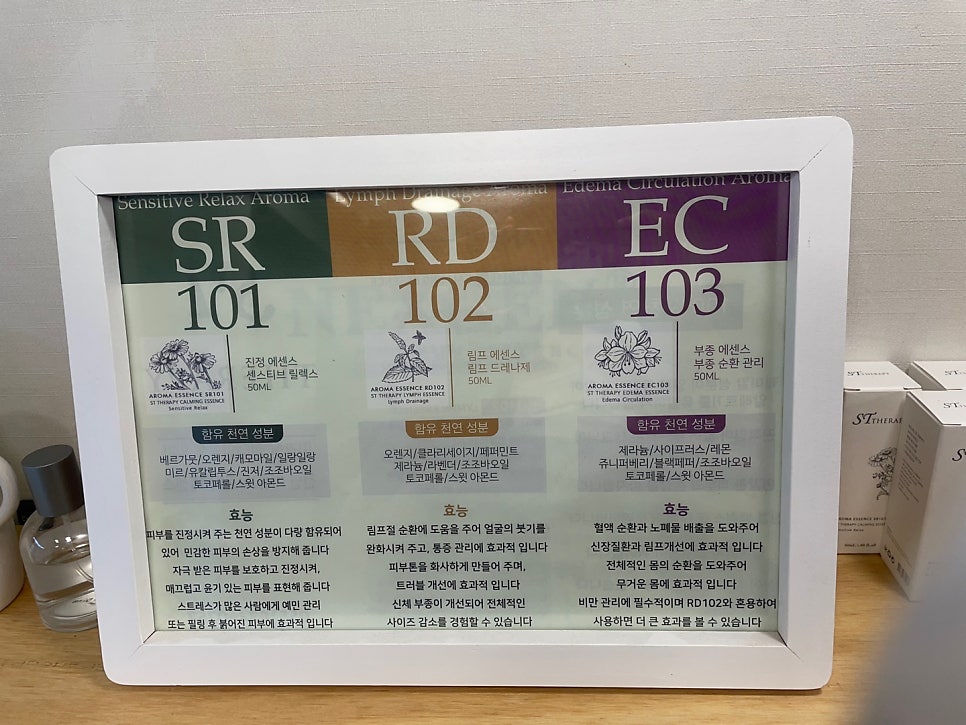 Sensitive Relax Aroma
SR
101
진정 에센스
센스티브 릴렉스
50ML
AROMA ESSENCE SR101
ST THERAPY CALMING ESSENCE
Sensitive Relax
함유 천연 성분
베르가못/오렌지/캐모마일/일랑일랑
미르/유칼립투스/진저/조조바오일
토코페롤/스윗 아몬드
효능
피부를 진정시켜 주는 천연 성분이 다량 함유되어
있어 민감한 피부의 손상을 방지해 줍니다
자극 받은 피부를 보호하고 진정시켜,
매끄럽고 윤기 있는 피부를 표현해 줍니다
스트레스가 많은 사람에게 예민 관리
또는 필링 후 붉어진 피부에 효과적 입니다
Lymph Drainage Aroma
RD
102
림프 에센스
림프 드레나제
50ML
AROMA ESSENCE RD102
ST THERAPY LYMPH ESSENCE
Lymph Drainage
함유 천연 성분
오렌지/클라리세이지/페퍼민트
제라늄/라벤더/조조바오일
토코페롤/스윗 아몬드
효능
림프절 순환에 도움을 주어 얼굴의 붓기를
완화시켜 주고, 통증 관리에 효과적 입니다
피부톤을 화사하게 만들어 주며,
트러블 개선에 효과적 입니다
신체 부종이 개선되어 전체적인
사이즈 감소를 경험할 수 있습니다
Edema Circulation Aroma
EC
103
부종 에센스
부종 순환 관리
50ML
AROMA ESSENCE EC103
ST THERAPY EDEMA ESSENCE
Edema Circulation
함유 천연 성분
제라늄/사이프러스/레몬
쥬니퍼베리/블랙페퍼/조조바오일
토코페롤/스윗 아몬드
효능
혈액 순환과 노폐물 배출을 도와주어
신장질환과 림프개선에 효과적 입니다
전체적인 몸의 순환을 도와주어
무거운 몸에 효과적 입니다
비만 관리에 필수적이며 RD102와 혼용하여
사용하면 더 큰 효과를 볼 수 있습니다
ST THERAPY
ST THERAP
ST